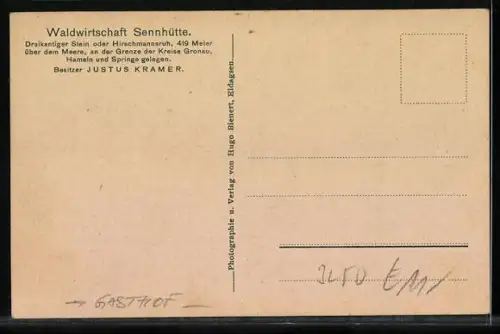 Waldwirtschaft Sennhütte.
Dreikantiger Stein oder Hirschmannsruh, 419 Meter
über dem Meere, an der Grenze der Kreise Gronau,
Hameln und Springe gelegen.
Besitzer JUSTUS KRAMER.
Photographie u. Verlag von Hugo Bienert, Eldagsen.
→ GASTHOF –